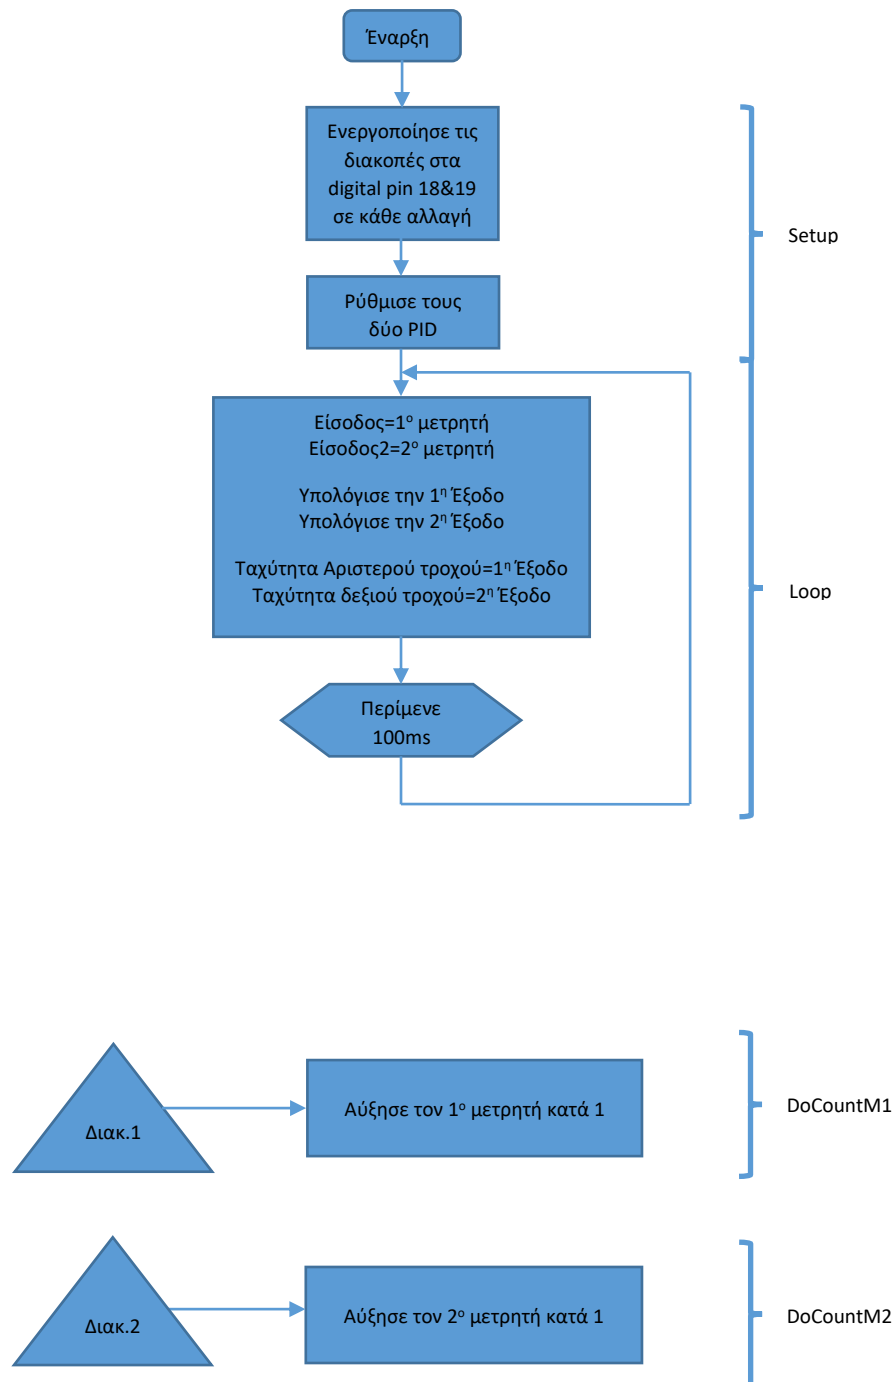 Έναρξη
Ενεργοποίησε τις
διακοπές στα
digital pin 18&19
σε κάθε αλλαγή
Setup
Ρύθμισε τους
δύο PID
Είσοδος=1ο μετρητή
Είσοδος2=2ο μετρητή
Υπολόγισε την 1η Έξοδο
Υπολόγισε την 2η Έξοδο
Ταχύτητα Αριστερού τροχού=1η Έξοδο
Ταχύτητα δεξιού τροχού=2η Έξοδο
Loop
Περίμενε
100ms
Διακ.1
Αύξησε τον 1ο μετρητή κατά 1
DoCountM1
Διακ.2
Αύξησε τον 2ο μετρητή κατά 1
DoCountM2